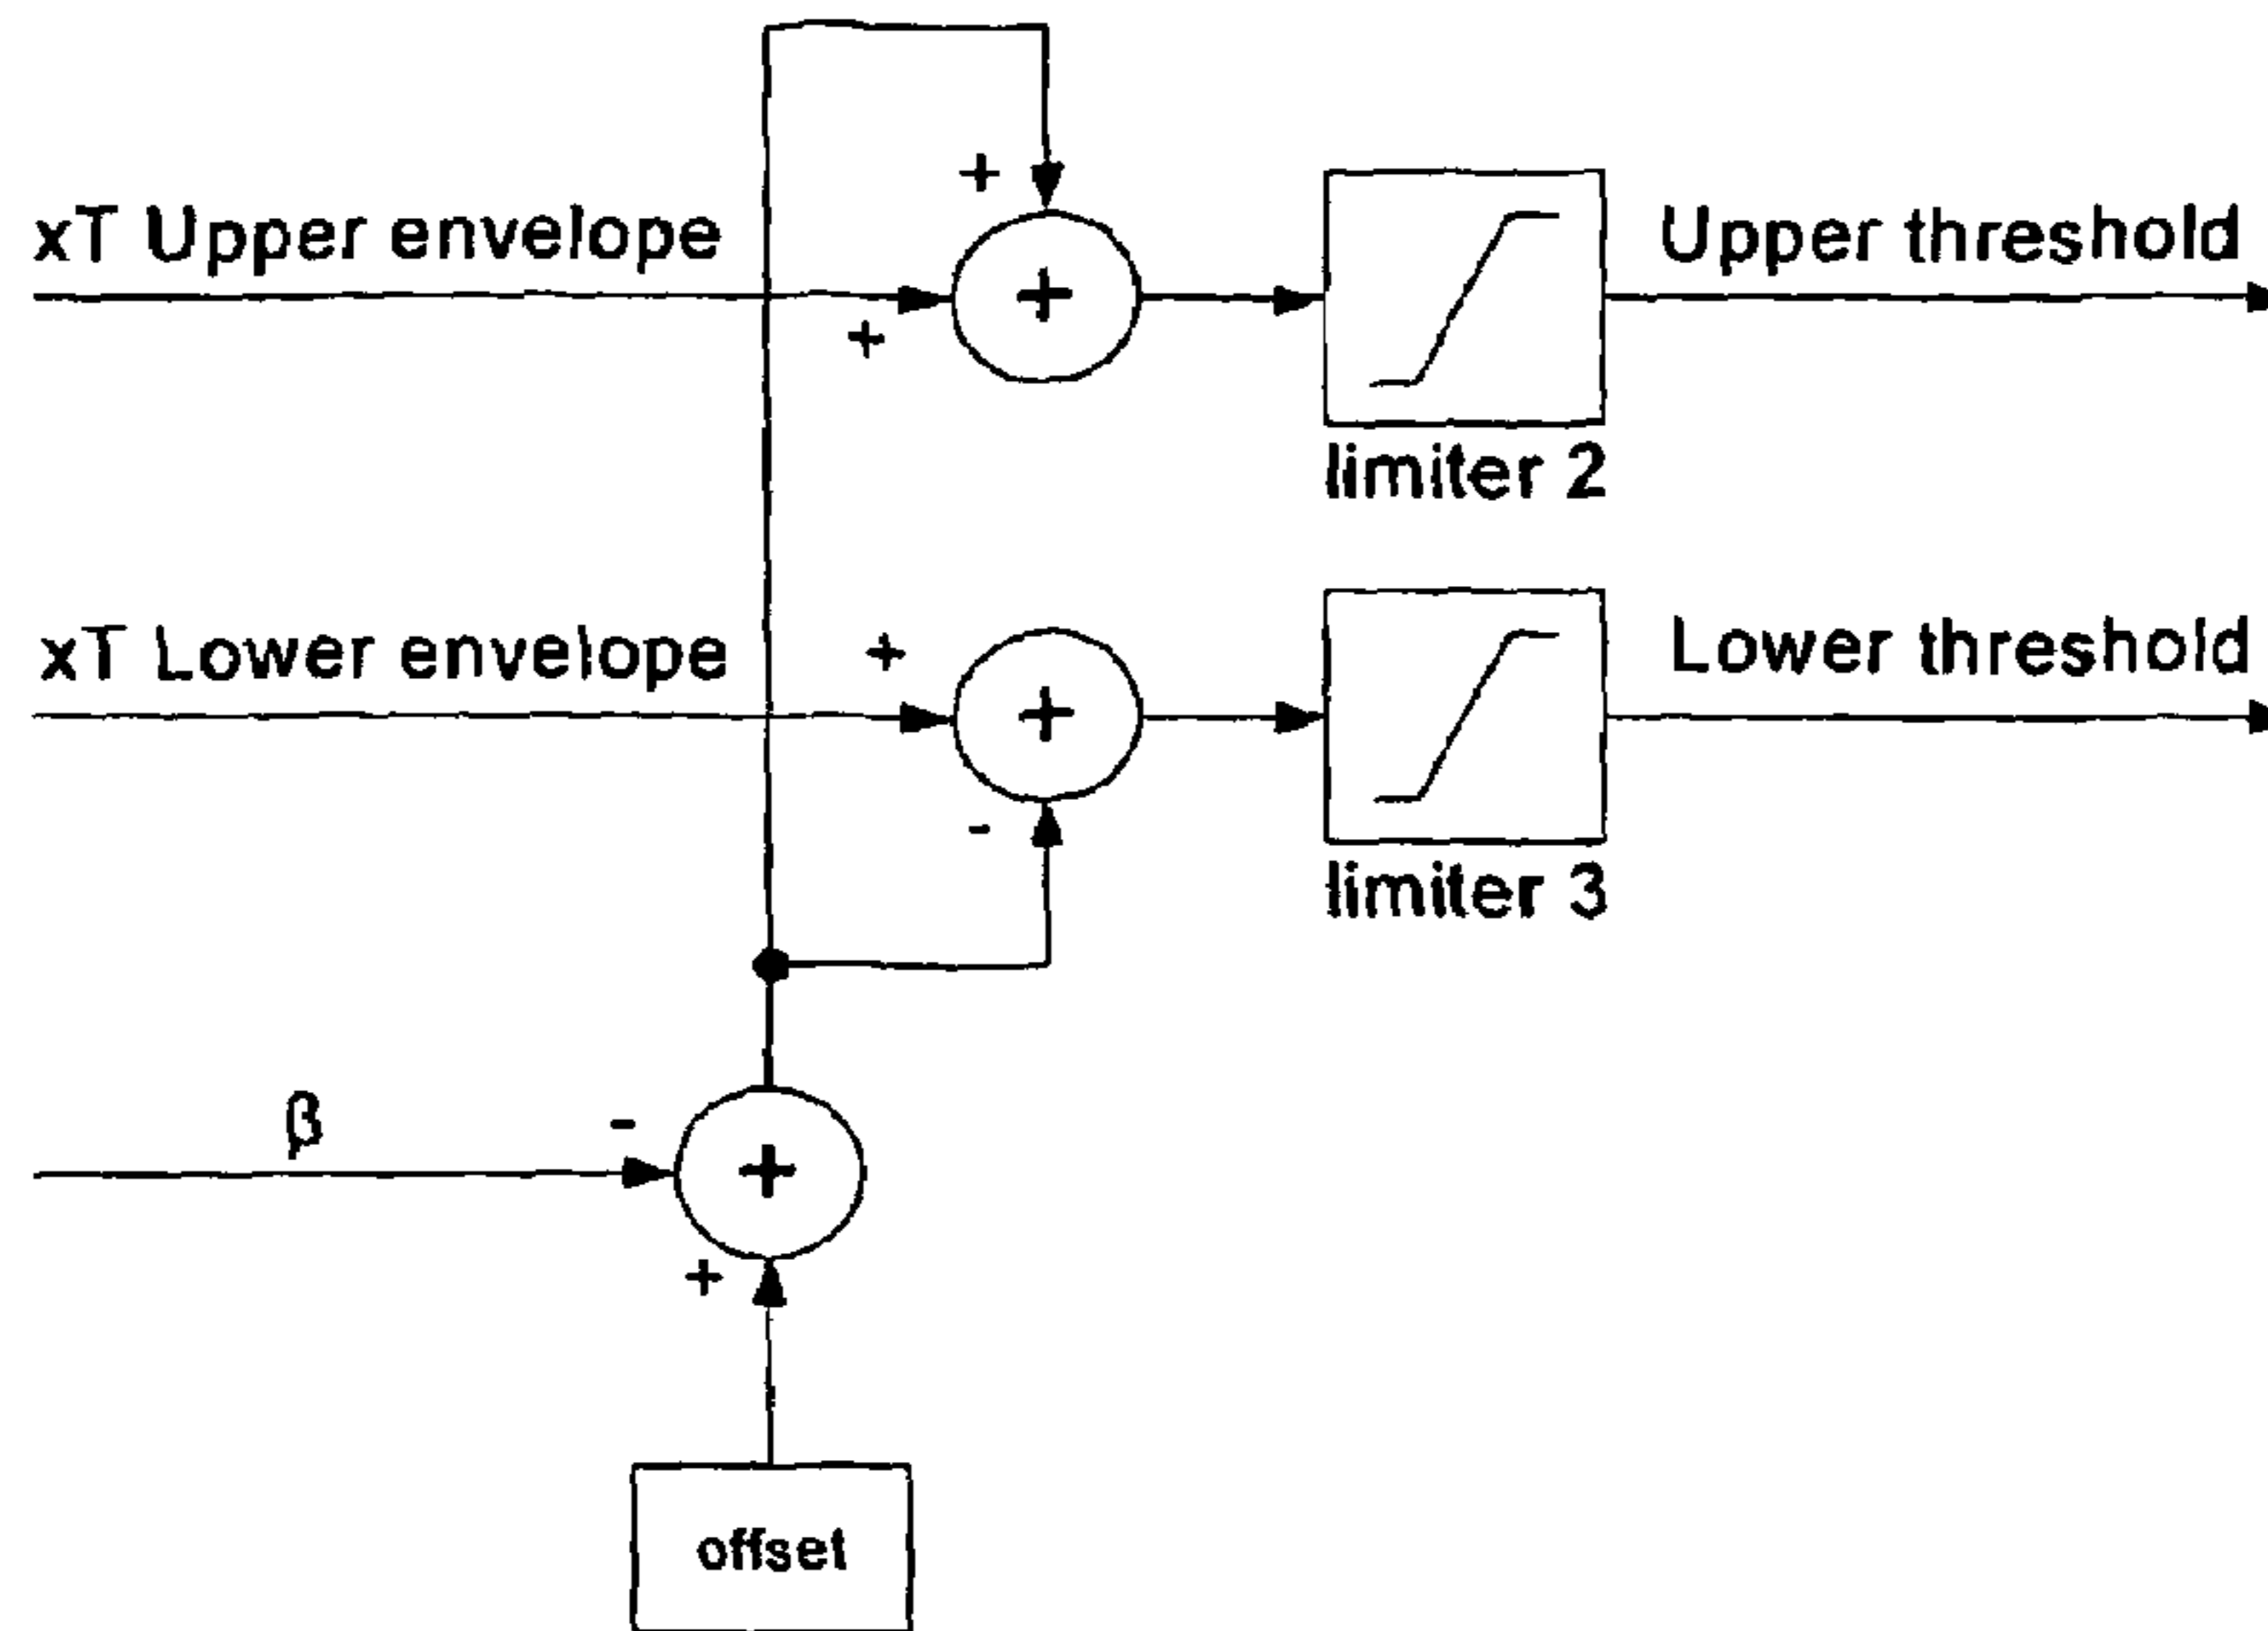 +
xT Upper envelope
+
+
Upper threshold
limiter 2
xT Lower envelope
+
+
-
Lower threshold
limiter 3
β
-
+
+
offset